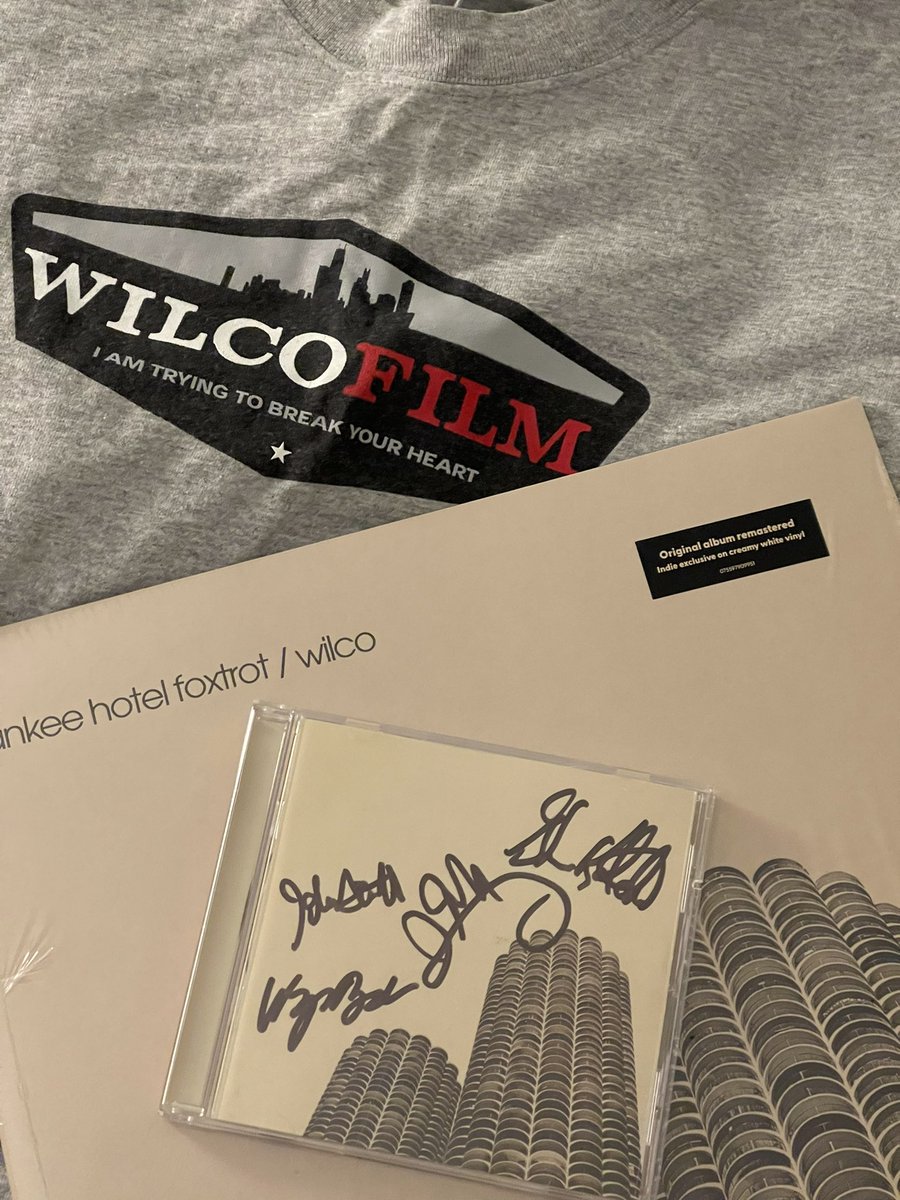 WILCOFILM
I AM TRYING TO BREAK YOUR HEART
Original album remastered
Indie exclusive on creamy white vinyl
075597909951
ankee hotel foxtrot / wilco